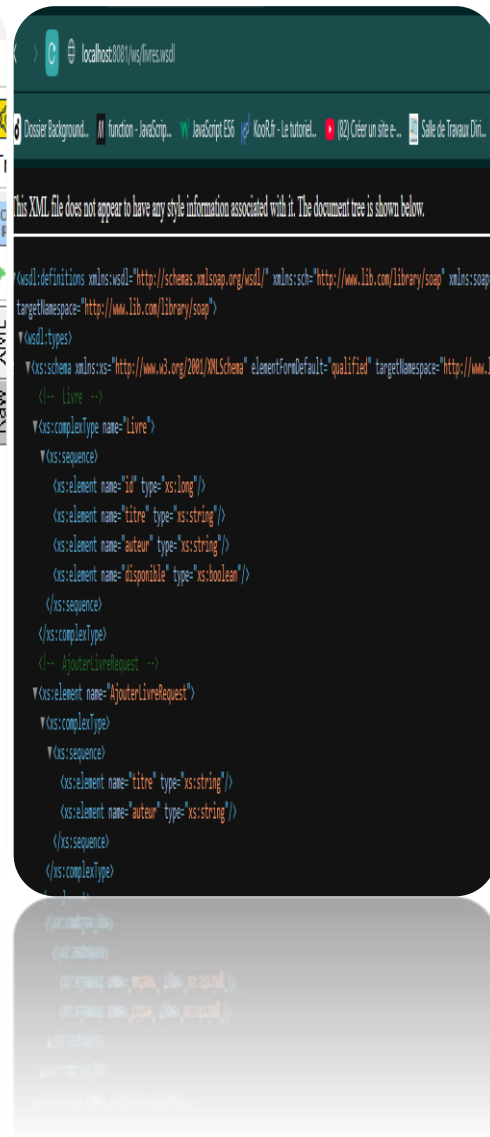 localhost:8081/ws/livres.wsdl
Dossier Background... function - JavaScrip... JavaScript ES6 KooR.fr - Le tutoriel... (82) Créer un site e-... Salle de Travaux Diri...
This XML file does not appear to have any style information associated with it. The document tree is shown below.
▼<wsdl:definitions xmlns:wsdl="http://schemas.xmlsoap.org/wsdl/" xmlns:sch="http://www.lib.com/library/soap" xmlns:soap
targetNamespace="http://www.lib.com/library/soap">
▼<wsdl:types>
▼<xs:schema xmlns:xs="http://www.w3.org/2001/XMLSchema" elementFormDefault="qualified" targetNamespace="http://www.l
<!-- Livre -->
▼<xs:complexType name="Livre">
▼<xs:sequence>
<xs:element name="id" type="xs:long"/>
<xs:element name="titre" type="xs:string"/>
<xs:element name="auteur" type="xs:string"/>
<xs:element name="disponible" type="xs:boolean"/>
</xs:sequence>
</xs:complexType>
<!-- AjouterLivreRequest -->
▼<xs:element name="AjouterLivreRequest">
▼<xs:complexType>
▼<xs:sequence>
<xs:element name="titre" type="xs:string"/>
<xs:element name="auteur" type="xs:string"/>
</xs:sequence>
</xs:complexType>
XML
Raw